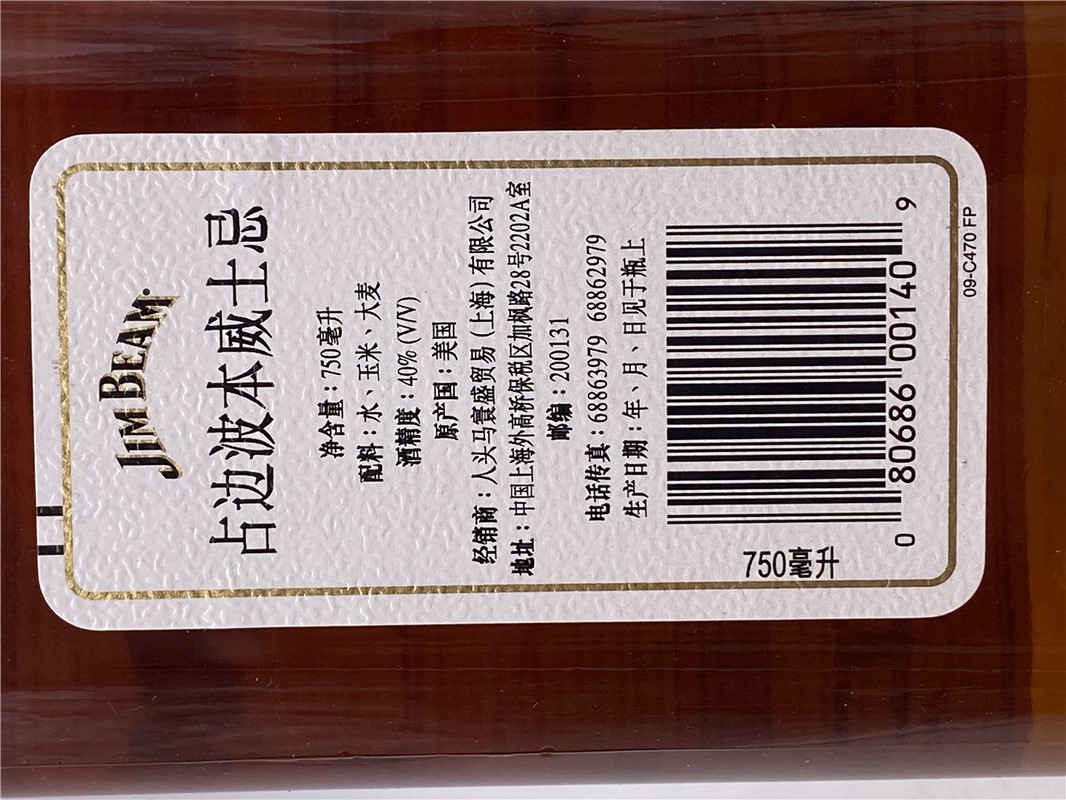 JIM BEAM
占边波本威士忌
净含量：750毫升
配料：水、玉米、大麦
酒精度：40% (V/V)
原产国：美国
经销商：人头马寰盛贸易（上海）有限公司
地址：中国上海外高桥保税区加枫路28号2202A室
邮编：200131
电话传真：68863979 68862979
生产日期：年、月、日见于瓶上
750毫升
0 80686 00140 9
09-C470 FP